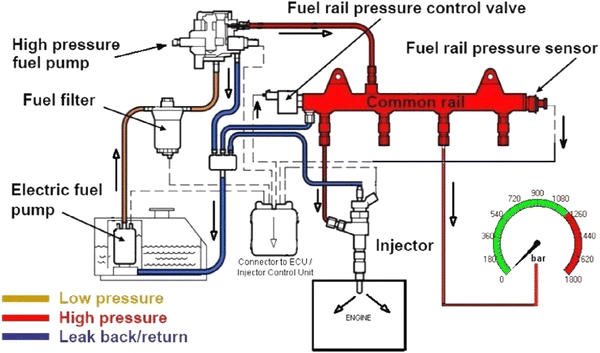 Fuel rail pressure control valve
High pressure
fuel pump
Fuel rail pressure sensor
Fuel filter
Common rail
Electric fuel
pump
Connector to ECU /
Injector Control Unit
Injector
ENGINE
0
180
360
540
720
900
1080
1260
1440
1620
1800
bar
Low pressure
High pressure
Leak back/return